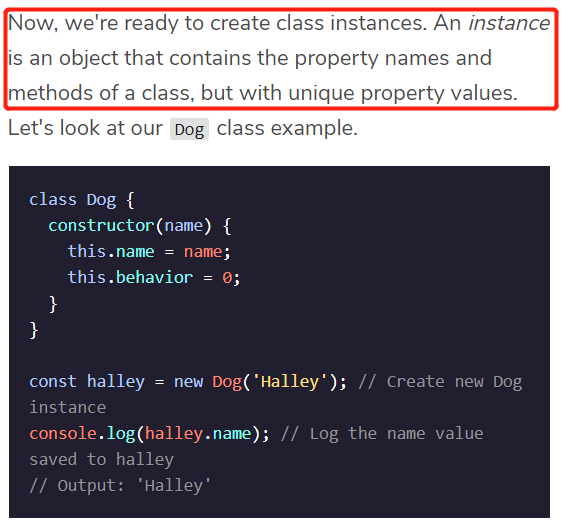 Now, we're ready to create class instances. An instance
is an object that contains the property names and
methods of a class, but with unique property values.
Let's look at our Dog class example.
class Dog {
  constructor(name) {
    this.name = name;
    this.behavior = 0;
  }
}
const halley = new Dog('Halley'); // Create new Dog
instance
console.log(halley.name); // Log the name value
saved to halley
// Output: 'Halley'